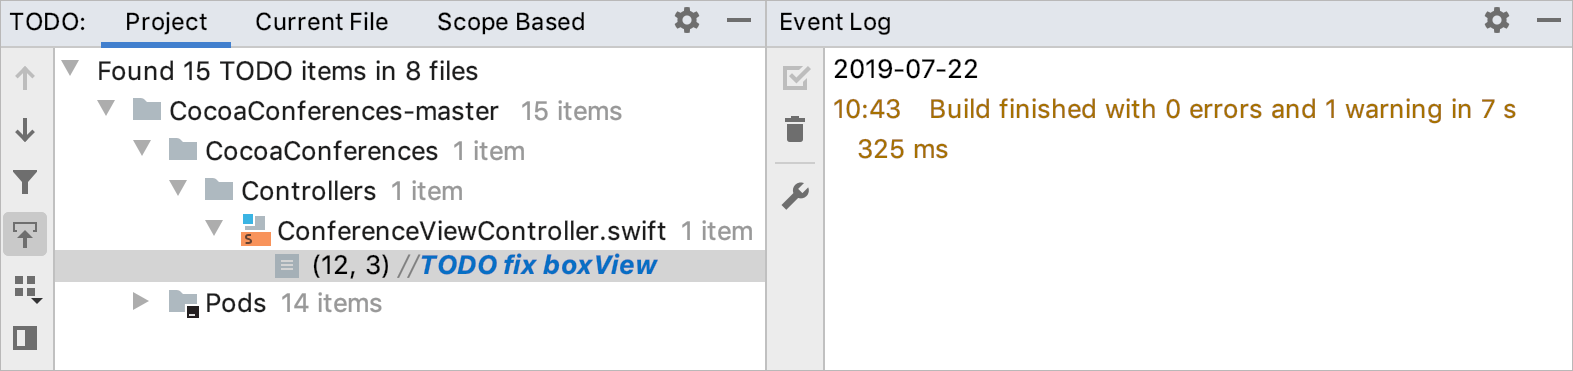 TODO: Project Current File Scope Based
Found 15 TODO items in 8 files
CocoaConferences-master 15 items
CocoaConferences 1 item
Controllers 1 item
S ConferenceViewController.swift 1 item
(12, 3) //TODO fix boxView
Pods 14 items
Event Log
2019-07-22
10:43 Build finished with 0 errors and 1 warning in 7 s
325 ms